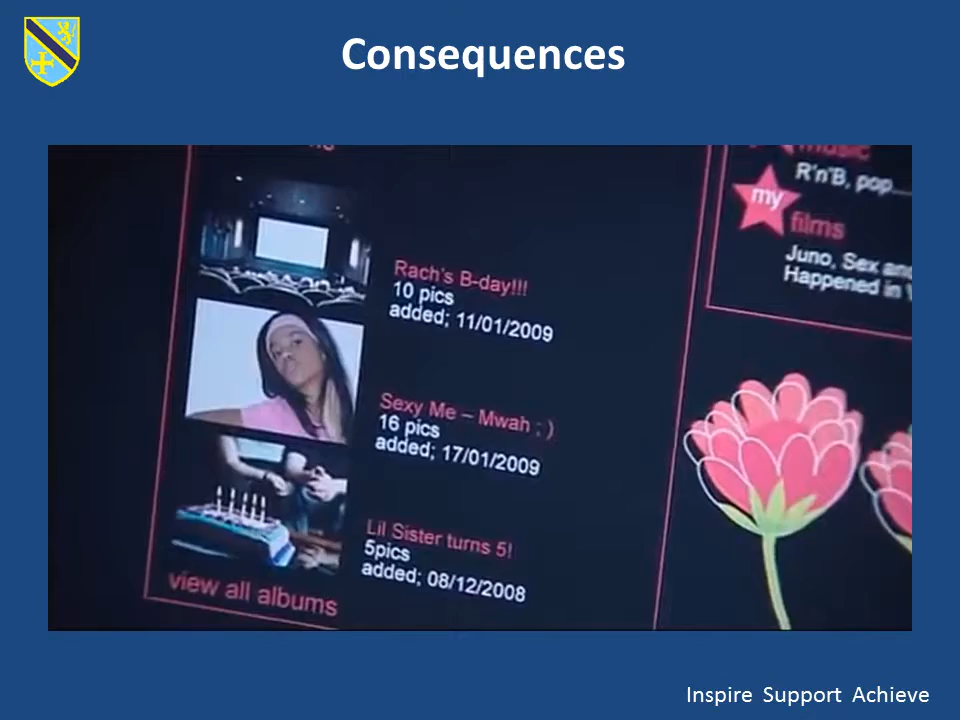 Consequences
music
R'n'B, pop....
my
films
Juno, Sex and
Happened in
Rach's B-day!!!
10 pics
added; 11/01/2009
Sexy Me – Mwah ; )
16 pics
added; 17/01/2009
Lil Sister turns 5!
5pics
added; 08/12/2008
view all albums
Inspire Support Achieve